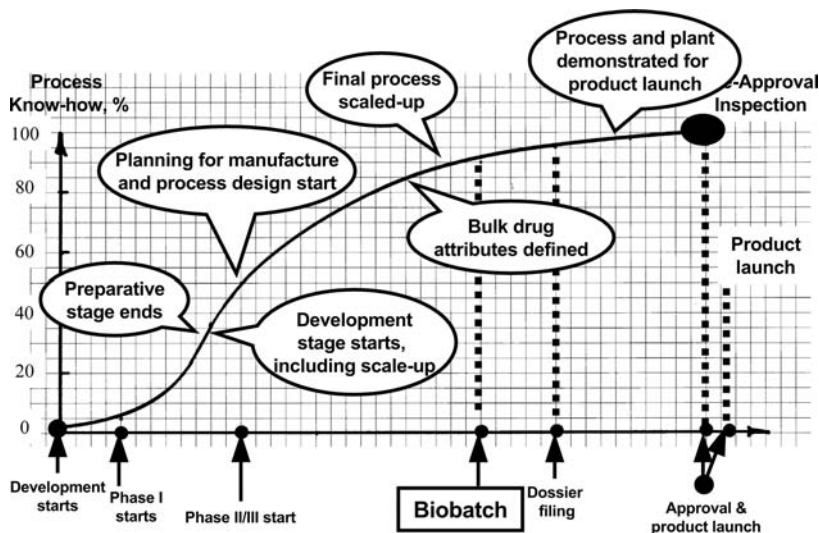 Process
Know-how, %
Final process
scaled-up
Process and plant
demonstrated for
product launch
e-Approval
Inspection
100
80
60
40
20
0
Planning for manufacture
and process design start
Bulk drug
attributes defined
Product
launch
Preparative
stage ends
Development
stage starts,
including scale-up
Development
starts
Phase I
starts
Phase II/III start
Biobatch
Dossier
filing
Approval &
product launch